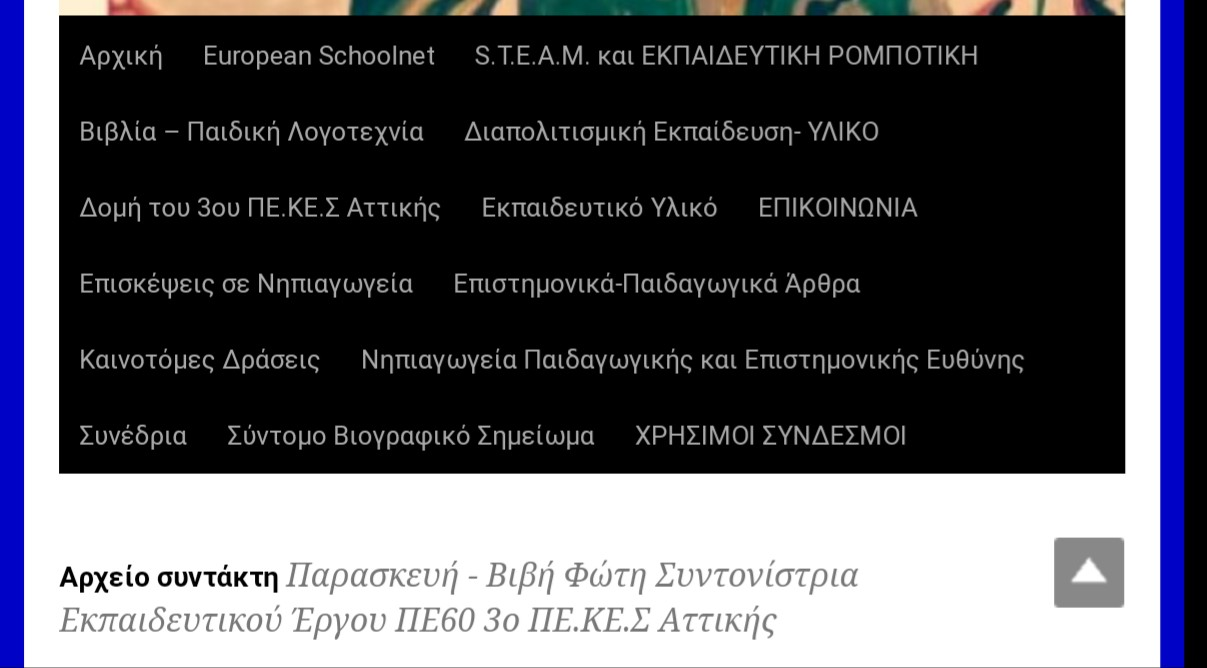 Αρχική European Schoolnet S.T.E.A.M. και ΕΚΠΑΙΔΕΥΤΙΚΗ ΡΟΜΠΟΤΙΚΗ
Βιβλία – Παιδική Λογοτεχνία Διαπολιτισμική Εκπαίδευση- ΥΛΙΚΟ
Δομή του 3ου ΠΕ.ΚΕ.Σ Αττικής Εκπαιδευτικό Υλικό ΕΠΙΚΟΙΝΩΝΙΑ
Επισκέψεις σε Νηπιαγωγεία Επιστημονικά-Παιδαγωγικά Άρθρα
Καινοτόμες Δράσεις Νηπιαγωγεία Παιδαγωγικής και Επιστημονικής Ευθύνης
Συνέδρια Σύντομο Βιογραφικό Σημείωμα ΧΡΗΣΙΜΟΙ ΣΥΝΔΕΣΜΟΙ
Αρχείο συντάκτη Παρασκευή - Βιβή Φώτη Συντονίστρια
Εκπαιδευτικού Έργου ΠΕ60 3ο ΠΕ.ΚΕ.Σ Αττικής